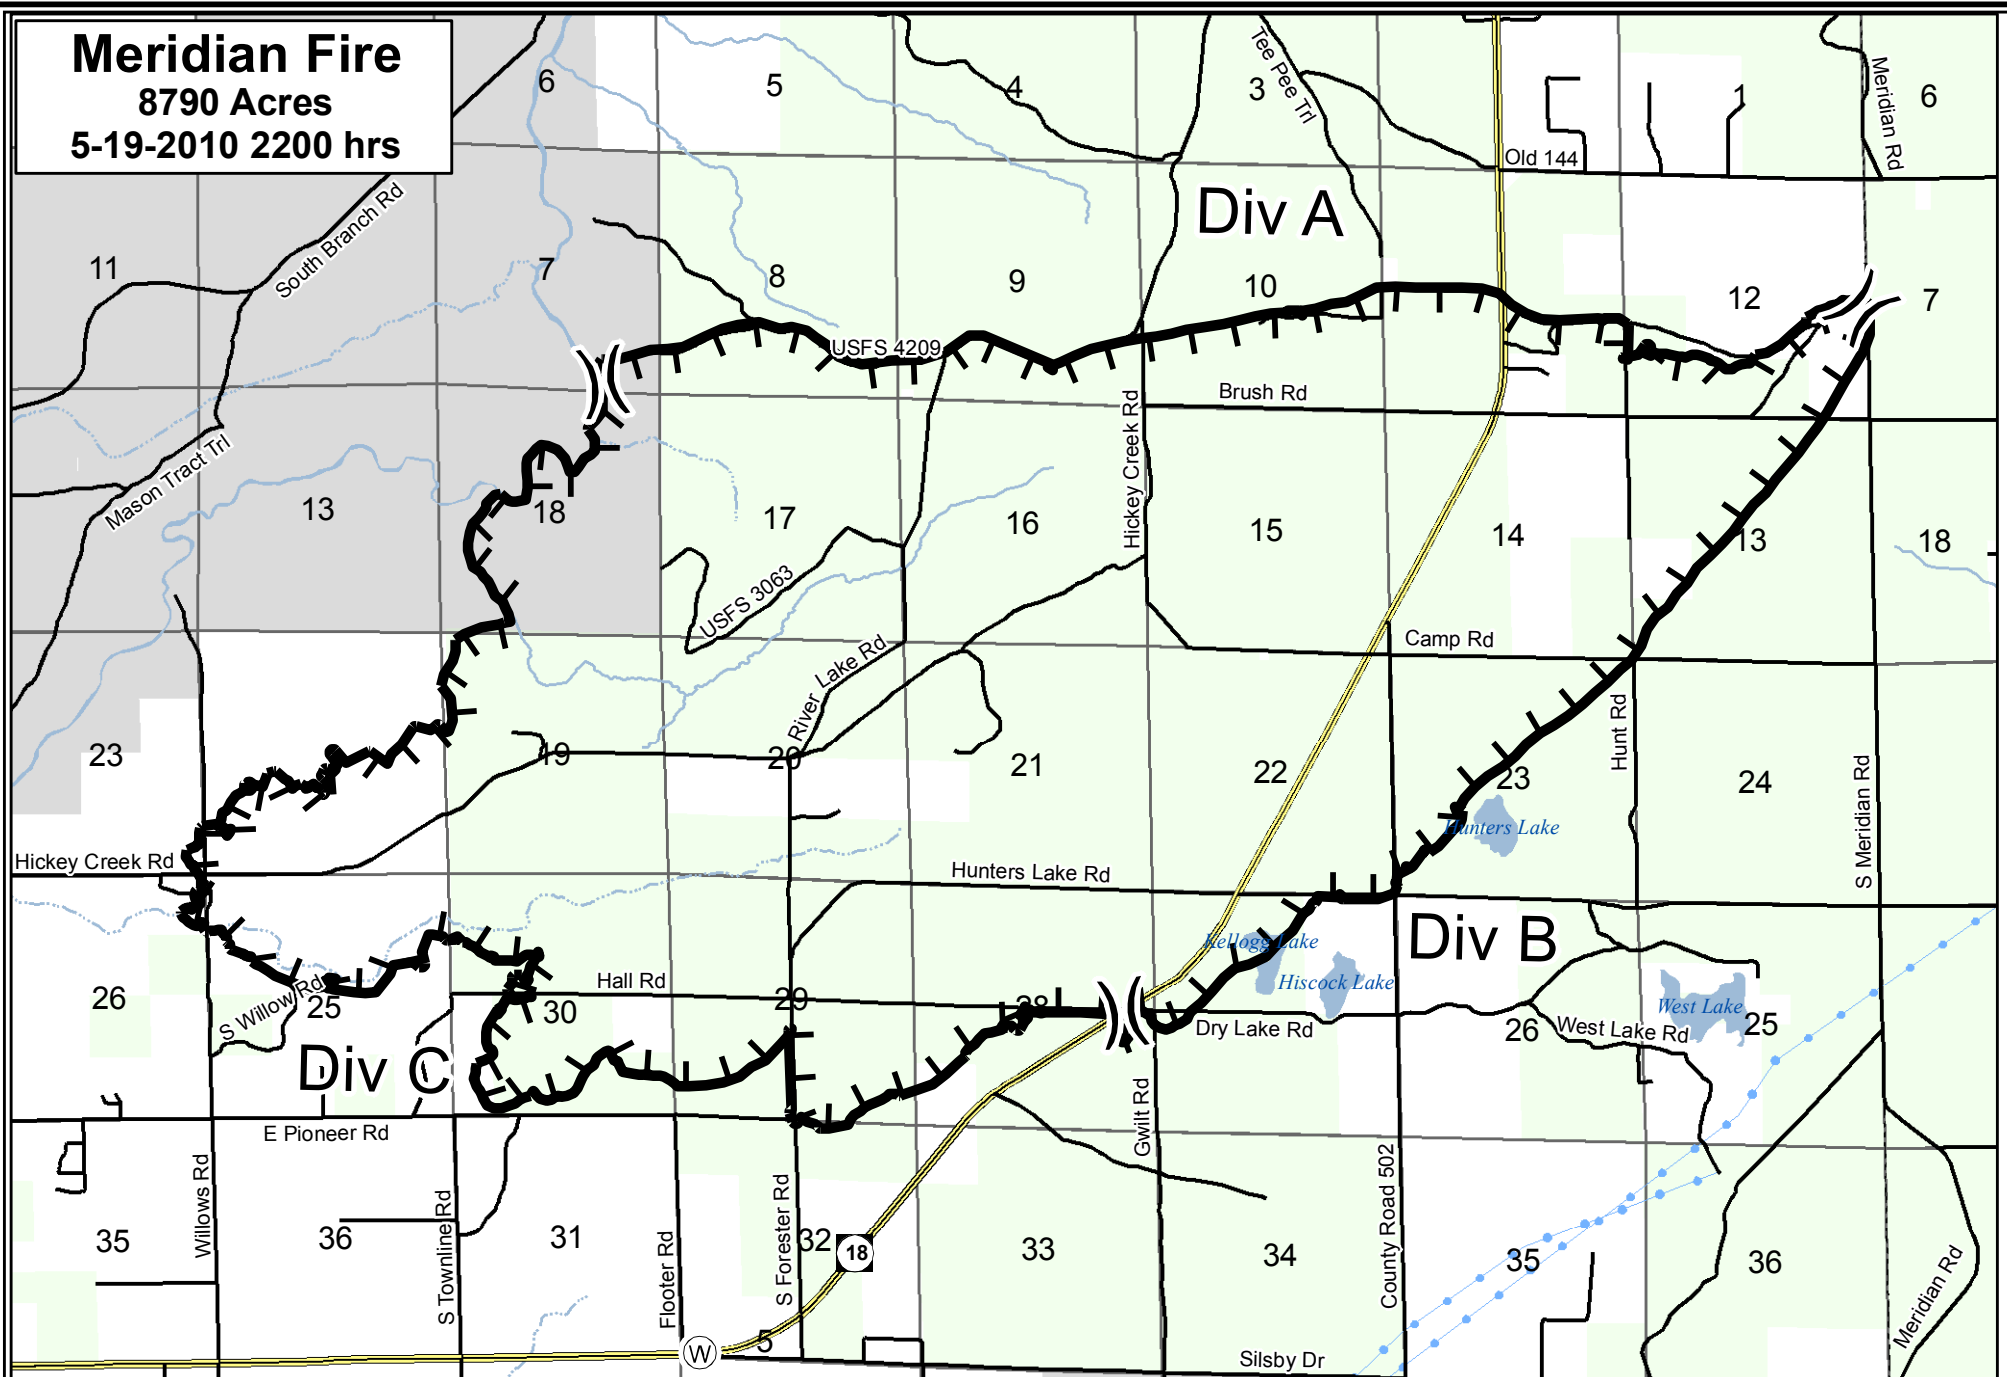 Meridian Fire
8790 Acres
5-19-2010 2200 hrs
6
5
4
3
Tee Pee Trl
1
Meridian Rd
6
Old 144
South Branch Rd
Div A
11
7
8
9
10
12
7
USFS 4209
Brush Rd
Hickey Creek Rd
Mason Tract Trl
13
18
17
16
15
14
13
18
USFS 3063
River Lake Rd
Camp Rd
Hunt Rd
23
19
20
21
22
23
24
S Meridian Rd
Hunters Lake
Hickey Creek Rd
Hunters Lake Rd
Kellogg Lake
Hiscock Lake
Div B
Hall Rd
26
S Willow Rd
25
30
29
28
Dry Lake Rd
26
West Lake Rd
West Lake
25
Div C
E Pioneer Rd
Gwilt Rd
Willows Rd
S Townline Rd
Flooter Rd
S Forester Rd
County Road 502
35
36
31
32
18
33
34
35
36
Meridian Rd
W
5
Silsby Dr